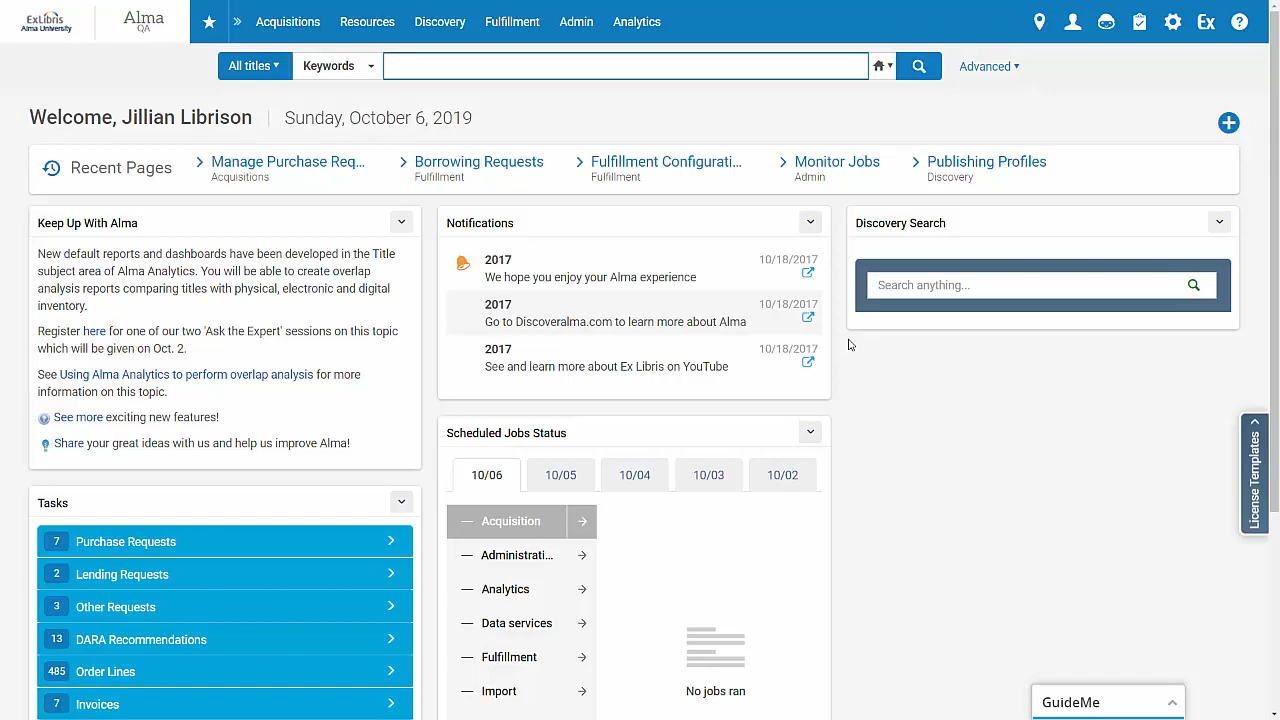 ExLibris
Alma University
Alma
QA
Acquisitions
Resources
Discovery
Fulfillment
Admin
Analytics
Ex
?
All titles
Keywords
Advanced
Welcome, Jillian Librison
Sunday, October 6, 2019
Recent Pages
Manage Purchase Req...
Acquisitions
Borrowing Requests
Fulfillment
Fulfillment Configurati...
Fulfillment
Monitor Jobs
Admin
Publishing Profiles
Discovery
Keep Up With Alma
New default reports and dashboards have been developed in the Title
subject area of Alma Analytics. You will be able to create overlap
analysis reports comparing titles with physical, electronic and digital
inventory.
Register here for one of our two 'Ask the Expert' sessions on this topic
which will be given on Oct. 2.
See Using Alma Analytics to perform overlap analysis for more
information on this topic.
See more exciting new features!
Share your great ideas with us and help us improve Alma!
Tasks
7 Purchase Requests
2 Lending Requests
3 Other Requests
13 DARA Recommendations
485 Order Lines
7 Invoices
Notifications
2017 10/18/2017
We hope you enjoy your Alma experience
2017 10/18/2017
Go to Discoveralma.com to learn more about Alma
2017 10/18/2017
See and learn more about Ex Libris on YouTube
Scheduled Jobs Status
10/06 10/05 10/04 10/03 10/02
Acquisition
Administrati...
Analytics
Data services
Fulfillment
Import
No jobs ran
Discovery Search
Search anything...
License Templates
GuideMe